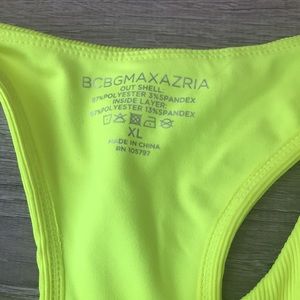 BCBGMAXAZRIA
OUT SHELL:
97%POLYESTER 3%SPANDEX
INSIDE LAYER:
87%POLYESTER 13%SPANDEX
XL
MADE IN CHINA
RN 105797